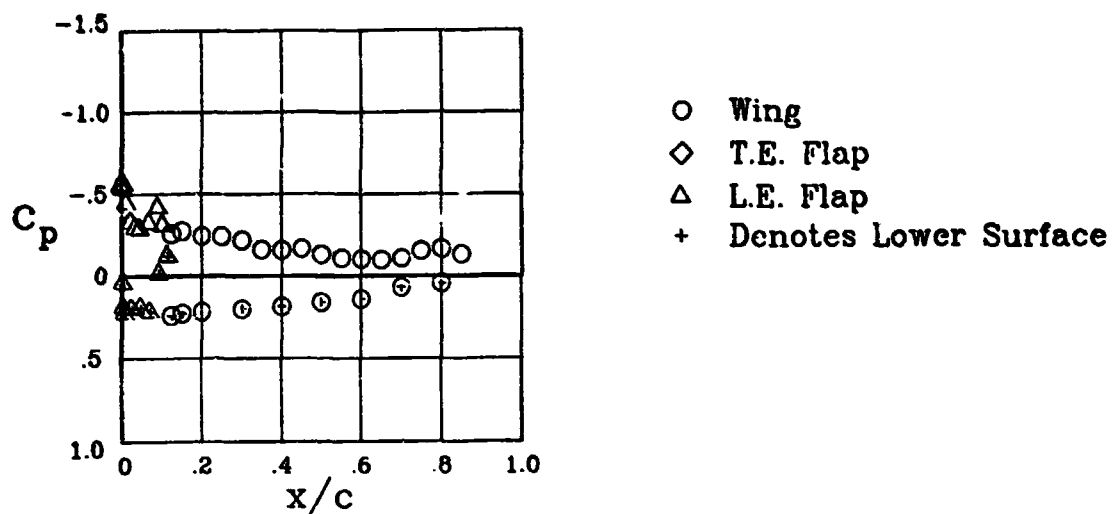 -1.5
-1.0
-.5
C_p
0
.5
1.0
0 .2 .4 .6 .8 1.0
x/c
Wing
T.E. Flap
L.E. Flap
+ Denotes Lower Surface